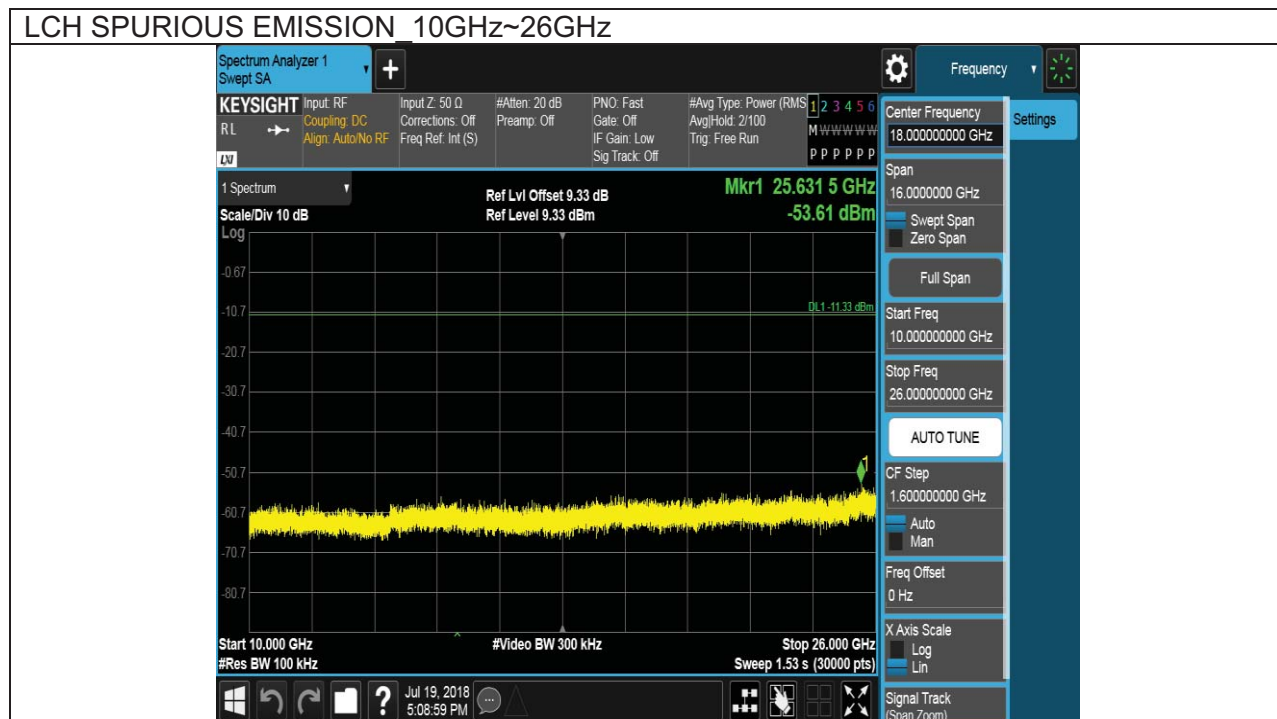 LCH SPURIOUS EMISSION_10GHz~26GHz
Spectrum Analyzer 1
Swept SA
+
Frequency
KEYSIGHT
RL
LXI
Input: RF
Coupling: DC
Align: Auto/No RF
Input Z: 50 Ω
Corrections: Off
Freq Ref: Int (S)
#Atten: 20 dB
Preamp: Off
PNO: Fast
Gate: Off
IF Gain: Low
Sig Track: Off
#Avg Type: Power (RMS
Avg|Hold: 2/100
Trig: Free Run
1 2 3 4 5 6
M W W W W W
P P P P P P
1 Spectrum
Scale/Div 10 dB
Ref Lvl Offset 9.33 dB
Ref Level 9.33 dBm
Mkr1 25.631 5 GHz
-53.61 dBm
Log
-0.67
-10.7
DL1 -11.33 dBm
-20.7
-30.7
-40.7
-50.7
1
-60.7
-70.7
-80.7
Start 10.000 GHz
#Res BW 100 kHz
#Video BW 300 kHz
Stop 26.000 GHz
Sweep 1.53 s (30000 pts)
Jul 19, 2018
5:08:59 PM
?
Center Frequency
18.000000000 GHz
Settings
Span
16.0000000 GHz
Swept Span
Zero Span
Full Span
Start Freq
10.000000000 GHz
Stop Freq
26.000000000 GHz
AUTO TUNE
CF Step
1.600000000 GHz
Auto
Man
Freq Offset
0 Hz
X Axis Scale
Log
Lin
Signal Track
(Span Zoom)